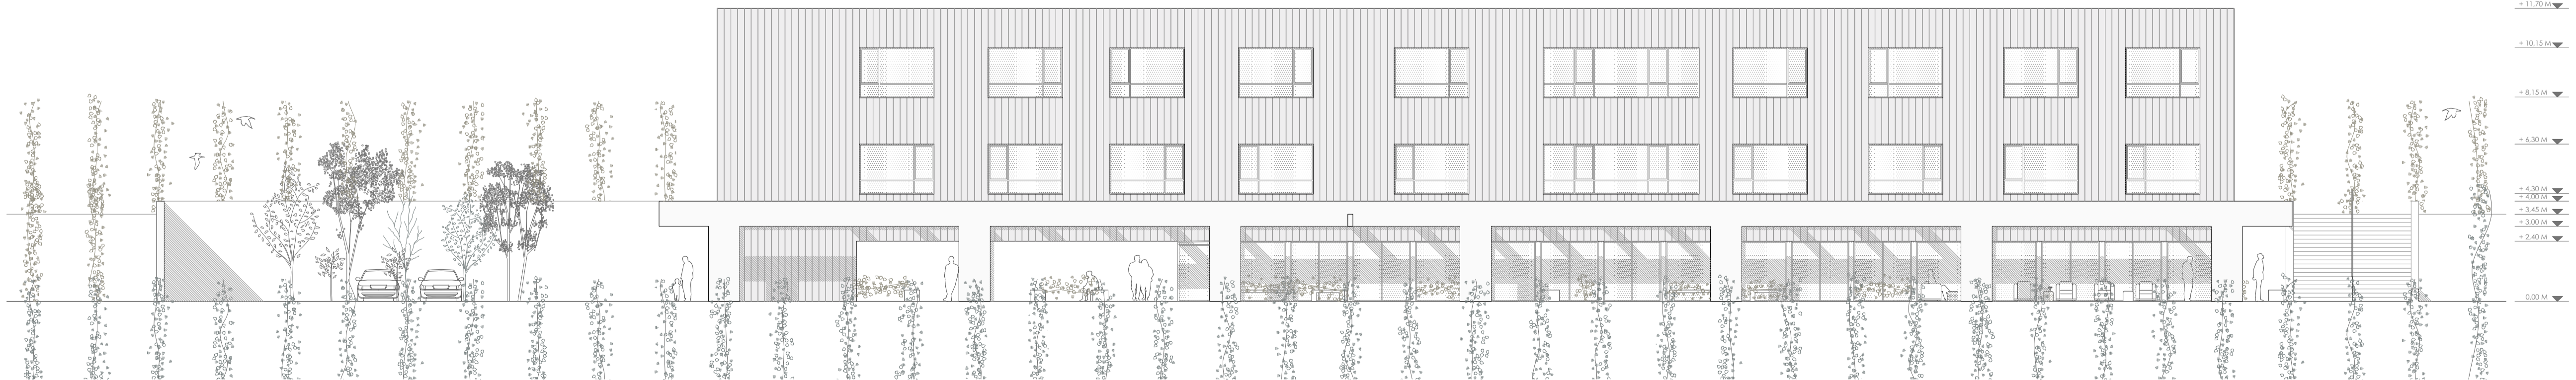 + 11,70 M
+ 10,15 M
+ 8,15 M
+ 6,30 M
+ 4,30 M
+ 4,00 M
+ 3,45 M
+ 3,00 M
+ 2,40 M
0,00 M